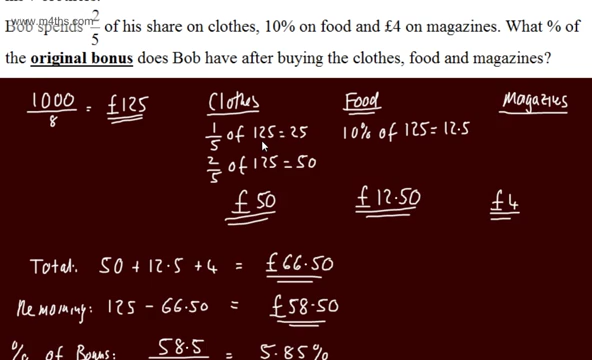 Bob spends 2/5 of his share on clothes, 10% on food and £4 on magazines. What % of
www.m4ths.com
the original bonus does Bob have after buying the clothes, food and magazines?
1000/8 = £125 Clothes Food Magazines
1/5 of 125 = 25 10% of 125 = 12.5
2/5 of 125 = 50
£50 £12.50 £4
Total: 50 + 12.5 + 4 = £66.50
Remaining: 125 - 66.50 = £58.50
% of Bonus: 58.5 = 5.85%